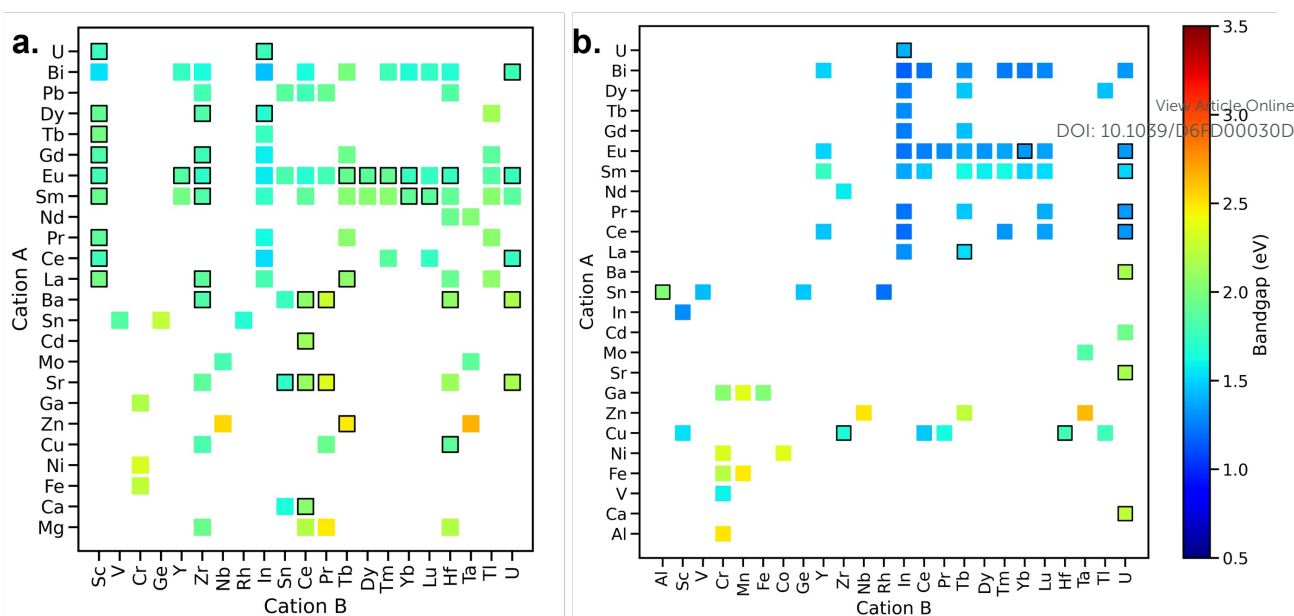 a.
U
Bi
Pb
Dy
Tb
Gd
Eu
Sm
Nd
Pr
Ce
La
Ba
Sn
Cd
Mo
Sr
Ga
Zn
Cu
Ni
Fe
Ca
Mg
Cation A
Sc V Cr Ge Y Zr Nb Rh In Sn Ce Pr Tb Dy Tm Yb Lu Hf Ta Tl U
Cation B
b.
U
Bi
Dy
Tb
Gd
Eu
Sm
Nd
Pr
Ce
La
Ba
Sn
In
Cd
Mo
Sr
Ga
Zn
Cu
Ni
Fe
V
Ca
Al
Cation A
Al Sc V Cr Mn Fe Co Ge Y Zr Nb Rh In Ce Pr Tb Dy Tm Yb Lu Hf Ta Tl U
Cation B
3.5
3.0
2.5
2.0
1.5
1.0
0.5
Bandgap (eV)
View Article Online
DOI: 10.1039/D6FD00030D